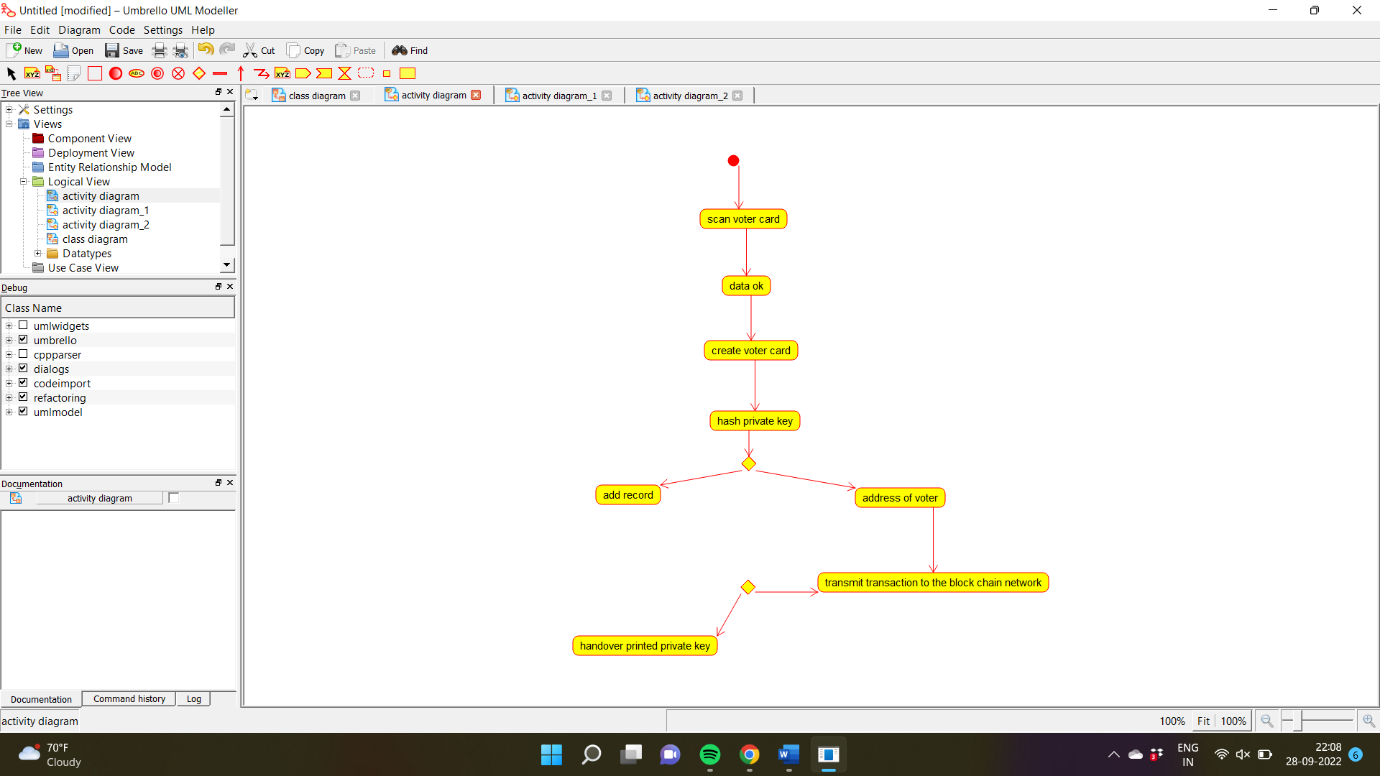 Untitled [modified] – Umbrello UML Modeller
File Edit Diagram Code Settings Help
New Open Save Cut Copy Paste Find
XYZ ABC XYZ
Tree View
class diagram activity diagram activity diagram_1 activity diagram_2
Settings
Views
Component View
Deployment View
Entity Relationship Model
Logical View
activity diagram
activity diagram_1
activity diagram_2
class diagram
Datatypes
Use Case View
Debug
Class Name
umlwidgets
umbrello
cppparser
dialogs
codeimport
refactoring
umlmodel
Documentation
activity diagram
Documentation Command history Log
scan voter card
data ok
create voter card
hash private key
add record
address of voter
transmit transaction to the block chain network
handover printed private key
activity diagram
100% Fit 100%
70°F
Cloudy
W
3
ENG
IN
22:08
28-09-2022
6